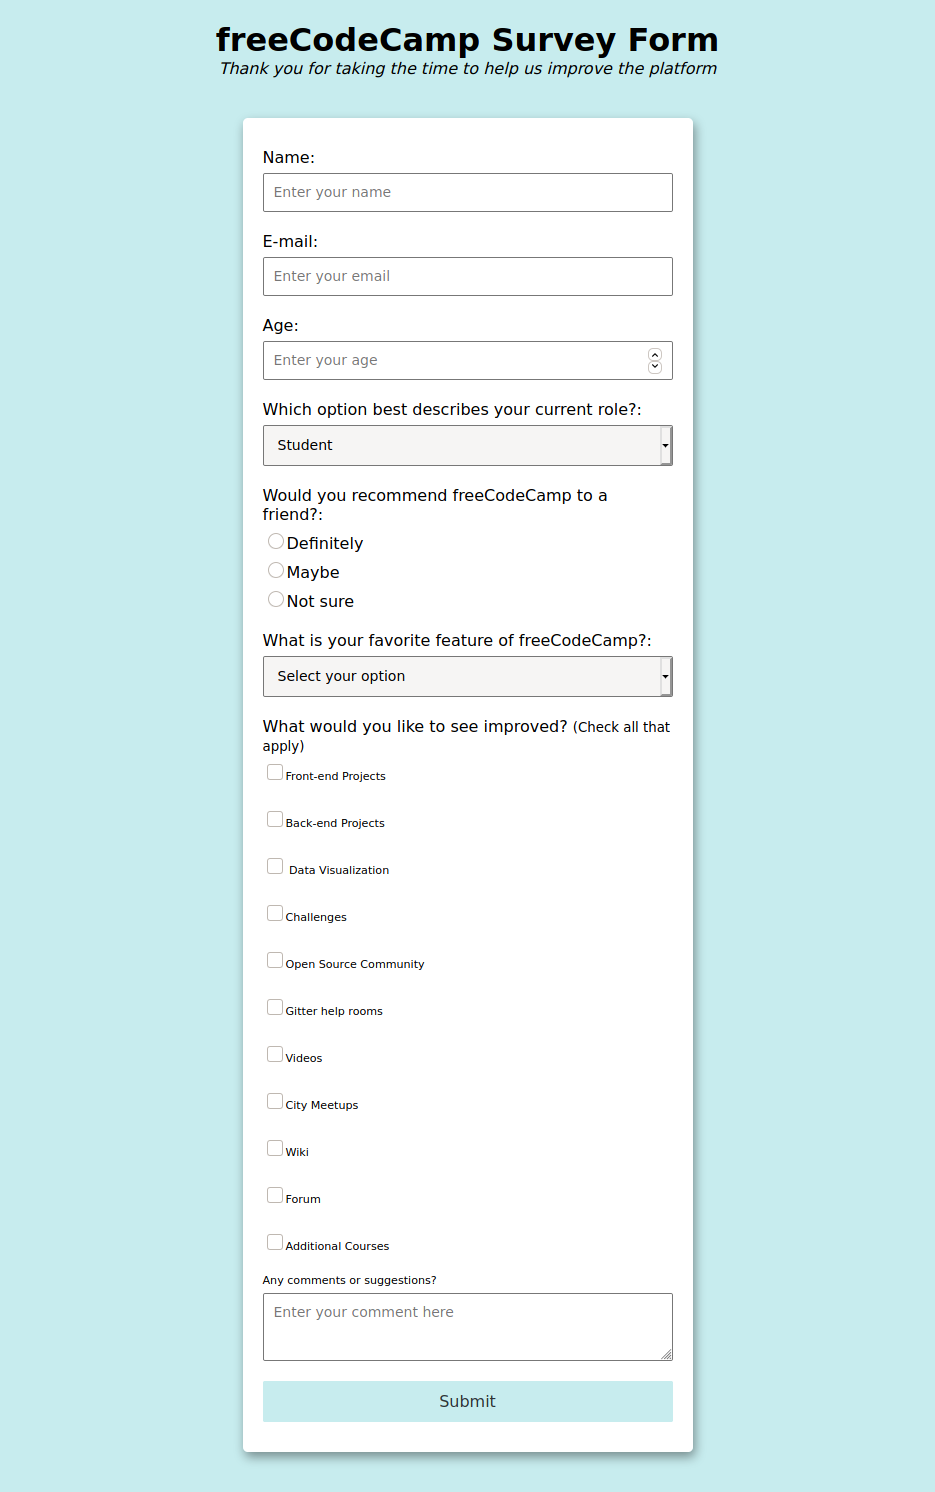 freeCodeCamp Survey Form
Thank you for taking the time to help us improve the platform
Name:
Enter your name
E-mail:
Enter your email
Age:
Enter your age
Which option best describes your current role?:
Student
Would you recommend freeCodeCamp to a
friend?:
Definitely
Maybe
Not sure
What is your favorite feature of freeCodeCamp?:
Select your option
What would you like to see improved? (Check all that
apply)
Front-end Projects
Back-end Projects
Data Visualization
Challenges
Open Source Community
Gitter help rooms
Videos
City Meetups
Wiki
Forum
Additional Courses
Any comments or suggestions?
Enter your comment here
Submit